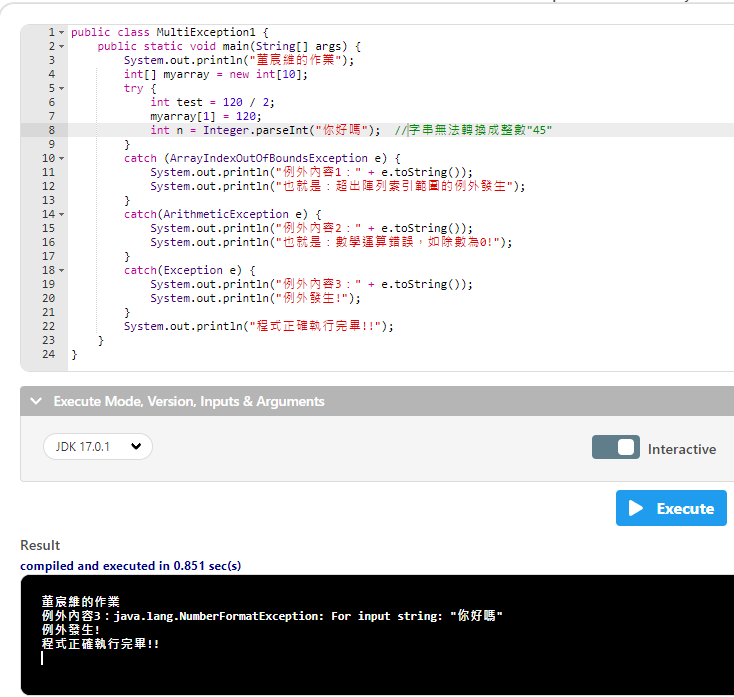 1 public class MultiException1 {
2 public static void main(String[] args) {
3 System.out.println("董宸維的作業");
4 int[] myarray = new int[10];
5 try {
6 int test = 120 / 2;
7 myarray[1] = 120;
8 int n = Integer.parseInt("你好嗎");  //字串無法轉換成整數"45"
9 }
10 catch (ArrayIndexOutOfBoundsException e) {
11 System.out.println("例外內容1：" + e.toString());
12 System.out.println("也就是：超出陣列索引範圍的例外發生");
13 }
14 catch(ArithmeticException e) {
15 System.out.println("例外內容2：" + e.toString());
16 System.out.println("也就是：數學運算錯誤，如除數為0!");
17 }
18 catch(Exception e) {
19 System.out.println("例外內容3：" + e.toString());
20 System.out.println("例外發生!");
21 }
22 System.out.println("程式正確執行完畢!!");
23 }
24 }
Execute Mode, Version, Inputs & Arguments
JDK 17.0.1
Interactive
Execute
Result
compiled and executed in 0.851 sec(s)
董宸維的作業
例外內容3：java.lang.NumberFormatException: For input string: "你好嗎"
例外發生!
程式正確執行完畢!!